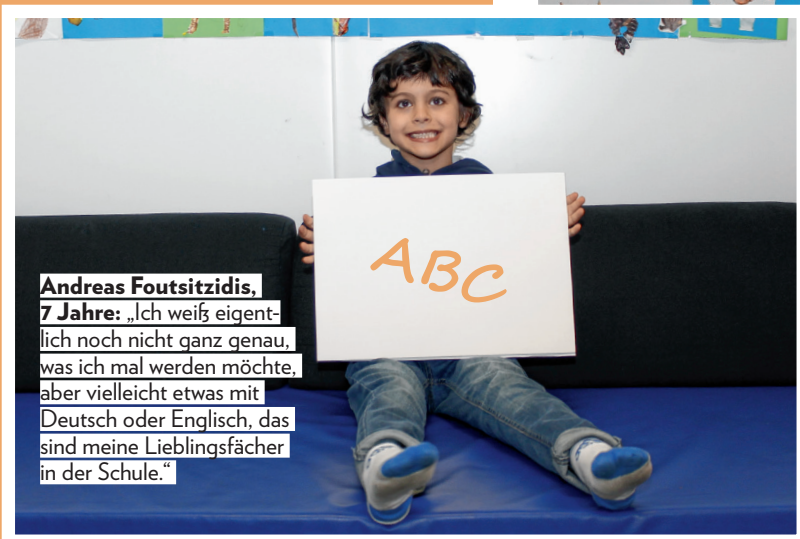 ABC
Andreas Foutsitzidis,
7 Jahre: „Ich weiß eigent-
lich noch nicht ganz genau,
was ich mal werden möchte,
aber vielleicht etwas mit
Deutsch oder Englisch, das
sind meine Lieblingsfächer
in der Schule.“